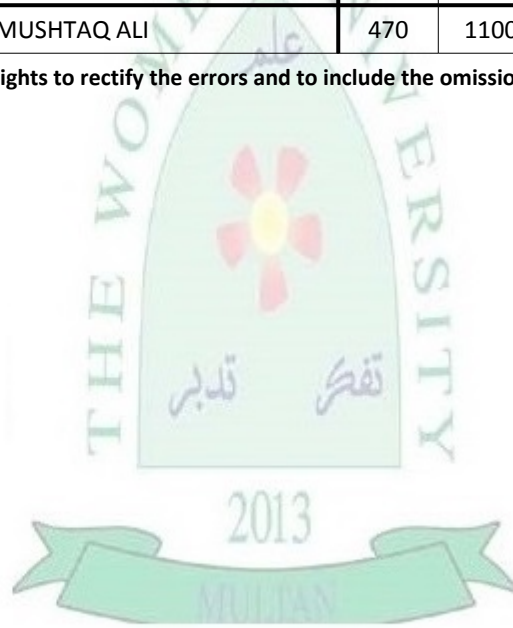 MUSHTAQ ALI 470 1100
ights to rectify the errors and to include the omissio
علم
THE WOMEN UNIVERSITY
تدبر تفکر
2013
MULTAN